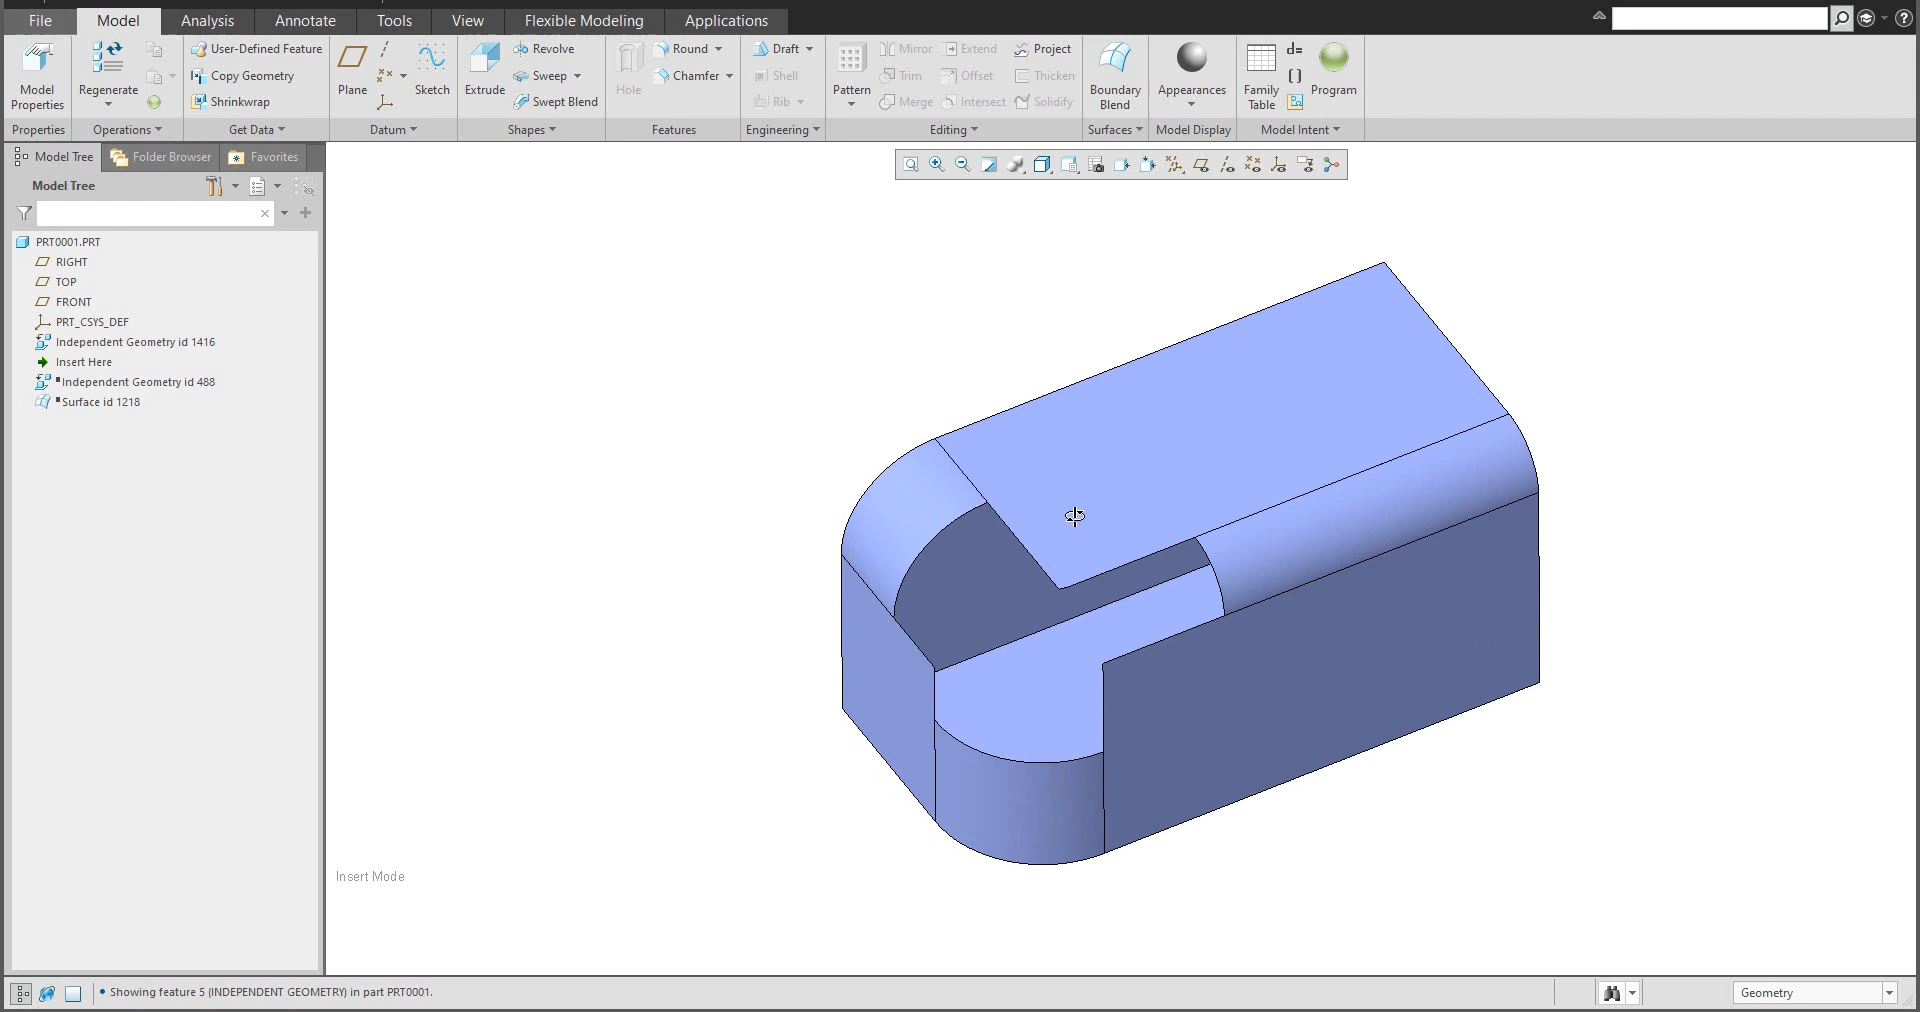 File Model Analysis Annotate Tools View Flexible Modeling Applications
Model Properties
Properties
Regenerate
Operations
User-Defined Feature
Copy Geometry
Shrinkwrap
Get Data
Plane
Sketch
Datum
Extrude
Revolve
Sweep
Swept Blend
Shapes
Hole
Round
Chamfer
Features
Draft
Shell
Rib
Engineering
Pattern
Mirror
Extend
Project
Trim
Offset
Thicken
Merge
Intersect
Solidify
Editing
Boundary Blend
Surfaces
Appearances
Model Display
Family Table
d=
Program
Model Intent
Model Tree
Folder Browser
Favorites
Model Tree
PRT0001.PRT
RIGHT
TOP
FRONT
PRT_CSYS_DEF
Independent Geometry id 1416
Insert Here
Independent Geometry id 488
Surface id 1218
Insert Mode
Showing feature 5 (INDEPENDENT GEOMETRY) in part PRT0001.
Geometry